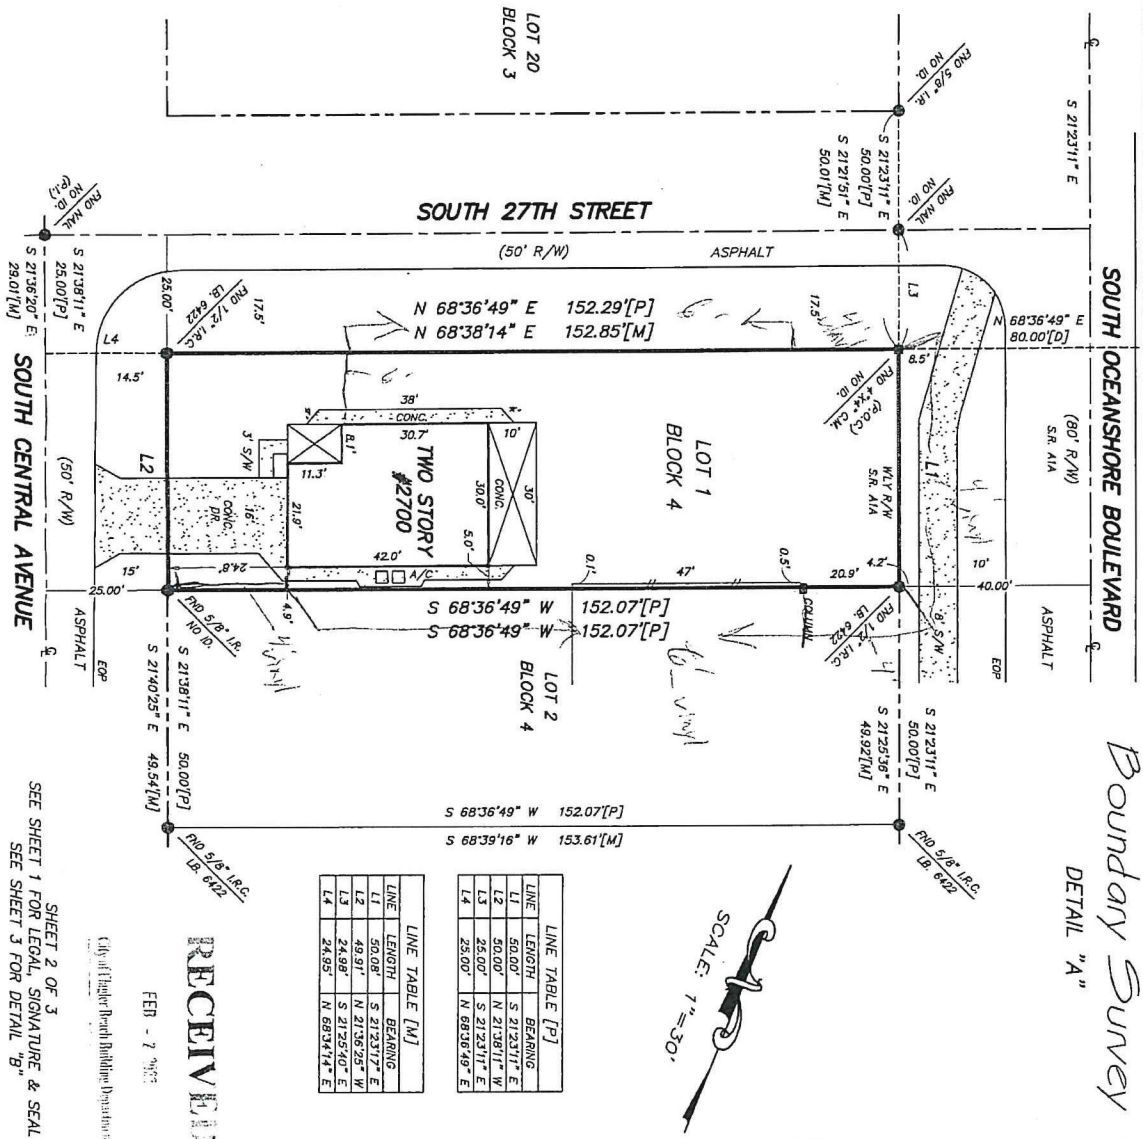 Boundary Survey
DETAIL "A"
SOUTH OCEANSHORE BOULEVARD
(80' R/W)
S.R. A1A
S 21°23'11" E
N 68°36'49" E
80.00'[D]
ASPHALT
EOP
40.00'
10'
8' S/W
4.2'
8.5'
L1
WLY R/W
S.R. A1A
FND 5/8" I.R.
NO ID.
S 21°23'11" E
50.00'[P]
S 21°21'51" E
50.01'[M]
FND NAIL
NO ID.
L3
17.5'
FND 4"X4" C.M.
NO ID.
(P.O.C.)
FND 1/2" I.R.C.
LB. 6422
S 21°23'11" E
50.00'[P]
S 21°25'36" E
49.92'[M]
FND 5/8" I.R.C.
LB. 6422
LOT 20
BLOCK 3
SOUTH 27TH STREET
(50' R/W)
ASPHALT
N 68°36'49" E 152.29'[P]
N 68°38'14" E 152.85'[M]
LOT 1
BLOCK 4
38'
CONC.
30.7'
10'
8.1'
11.3'
3' S/W
TWO STORY
#2700
30'
CONC.
30.0'
21.9'
42.0'
5.0'
A/C
16'
CONC.
DR.
24.8'
4.9'
0.1'
47'
0.5'
20.9'
COLUMN
S 68°36'49" W 152.07'[P]
S 68°36'49" W 152.07'[P]
4' vinyl
6' vinyl
LOT 2
BLOCK 4
S 68°36'49" W 152.07'[P]
S 68°39'16" W 153.61'[M]
FND NAIL
NO ID.
(P.I.)
S 21°38'11" E
25.00'[P]
S 21°36'20" E
29.01'[M]
25.00'
17.5'
FND 1/2" I.R.C.
LB. 6422
L4
14.5'
L2
15'
25.00'
(50' R/W)
SOUTH CENTRAL AVENUE
ASPHALT
EOP
FND 5/8" I.R.
NO ID.
S 21°38'11" E 50.00'[P]
S 21°40'25" E 49.54'[M]
FND 5/8" I.R.C.
LB. 6422
SCALE: 1"=30'
LINE TABLE [P]
LINE LENGTH BEARING
L1 50.00' S 21°23'11" E
L2 50.00' N 21°38'11" W
L3 25.00' S 21°23'11" E
L4 25.00' N 68°36'49" E
LINE TABLE [M]
LINE LENGTH BEARING
L1 50.08' S 21°23'17" E
L2 49.91' N 21°36'25" W
L3 24.98' S 21°25'40" E
L4 24.95' N 68°34'14" E
RECEIVE
FEB - 2
City of Flagler Beach Building
SHEET 2 OF 3
SEE SHEET 1 FOR LEGAL, SIGNATURE & SEAL
SEE SHEET 3 FOR DETAIL "B"